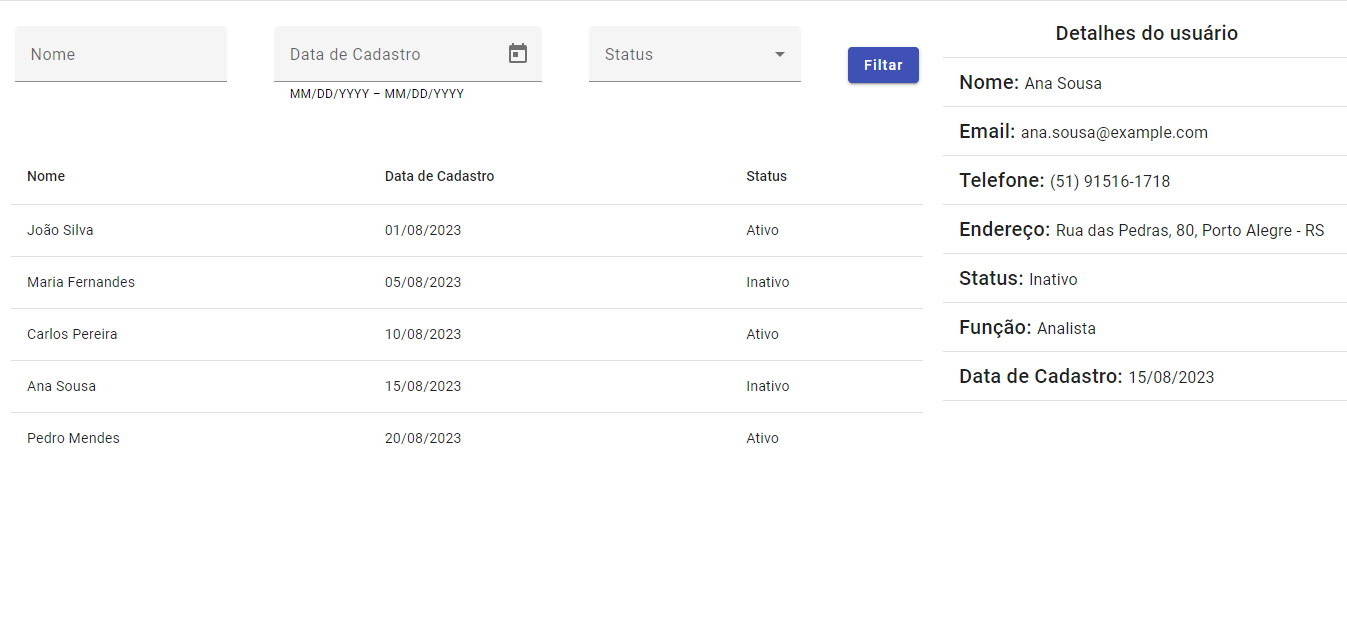 Nome
Data de Cadastro
Status
Filtar
MM/DD/YYYY – MM/DD/YYYY
Nome Data de Cadastro Status
João Silva 01/08/2023 Ativo
Maria Fernandes 05/08/2023 Inativo
Carlos Pereira 10/08/2023 Ativo
Ana Sousa 15/08/2023 Inativo
Pedro Mendes 20/08/2023 Ativo
Detalhes do usuário
Nome: Ana Sousa
Email: ana.sousa@example.com
Telefone: (51) 91516-1718
Endereço: Rua das Pedras, 80, Porto Alegre - RS
Status: Inativo
Função: Analista
Data de Cadastro: 15/08/2023